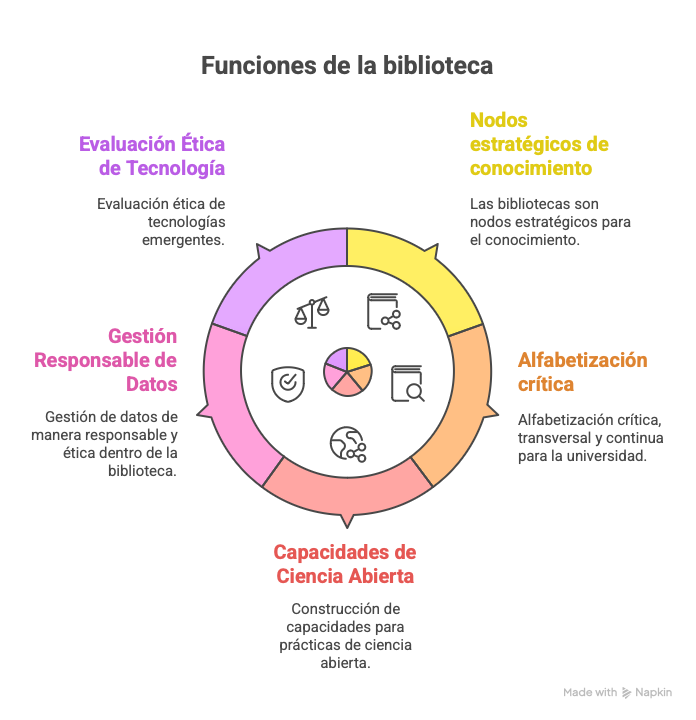 Funciones de la biblioteca
Nodos
estratégicos de
conocimiento
Las bibliotecas son
nodos estratégicos para
el conocimiento.
Alfabetización
crítica
Alfabetización crítica,
transversal y continua
para la universidad.
Capacidades de
Ciencia Abierta
Construcción de
capacidades para
prácticas de ciencia
abierta.
Gestión
Responsable de
Datos
Gestión de datos de
manera responsable y
ética dentro de la
biblioteca.
Evaluación Ética
de Tecnología
Evaluación ética de
tecnologías
emergentes.
Made with Napkin